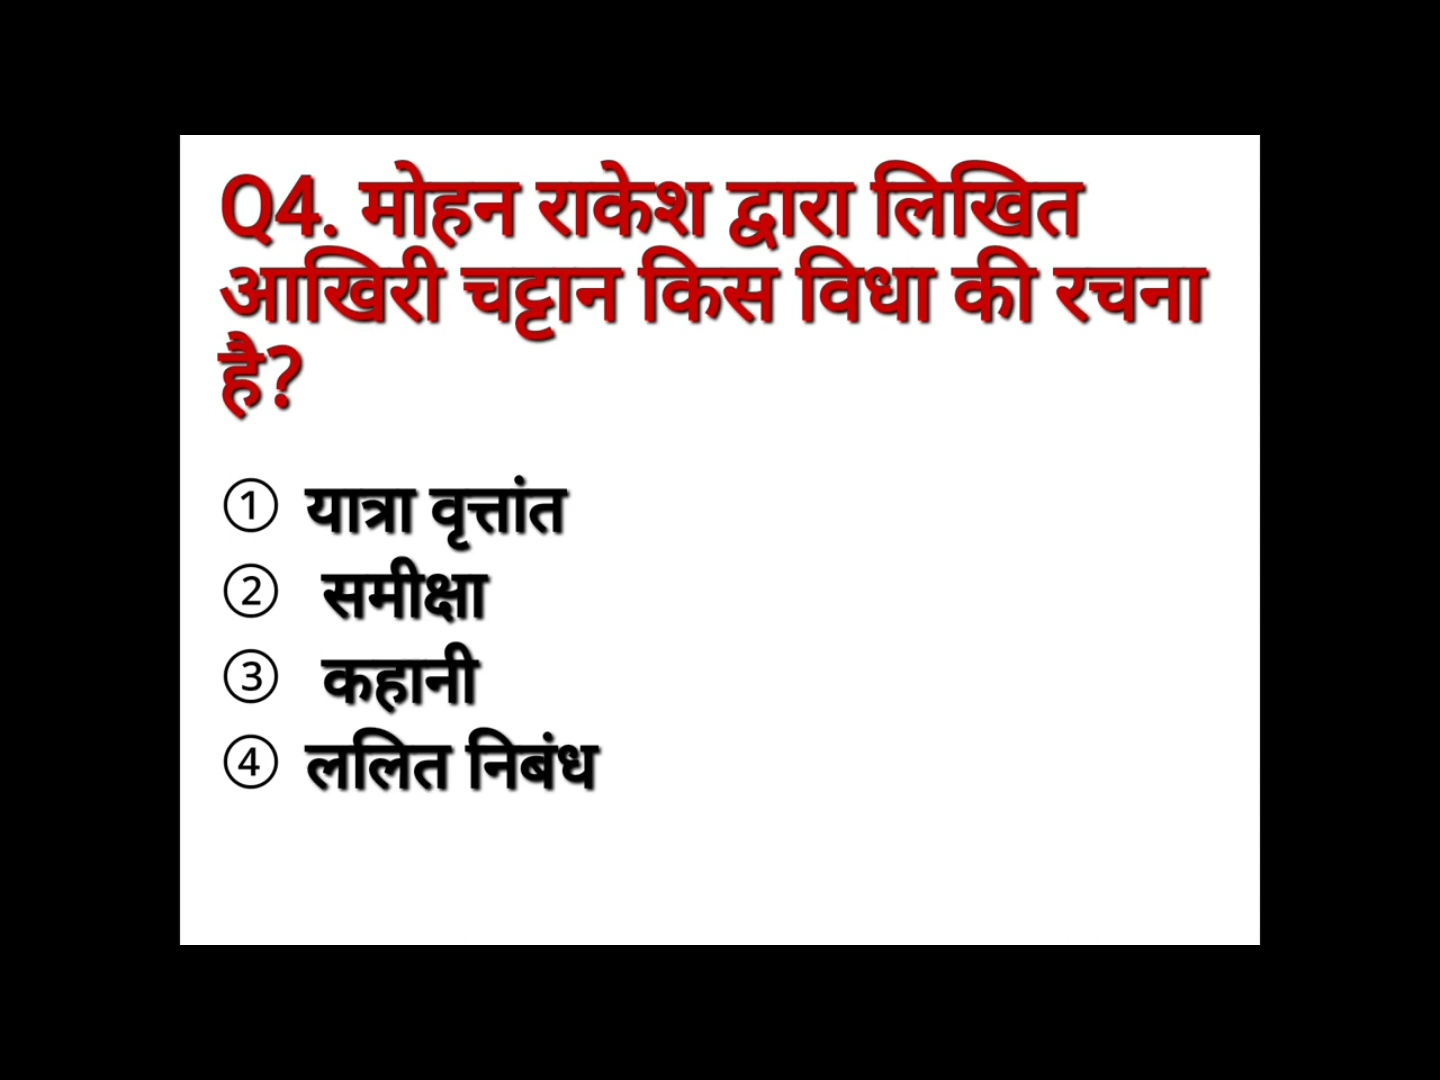 Q4. मोहन राकेश द्वारा लिखित
आखिरी चट्टान किस विधा की रचना
है?
① यात्रा वृत्तांत
② समीक्षा
③ कहानी
④ ललित निबंध